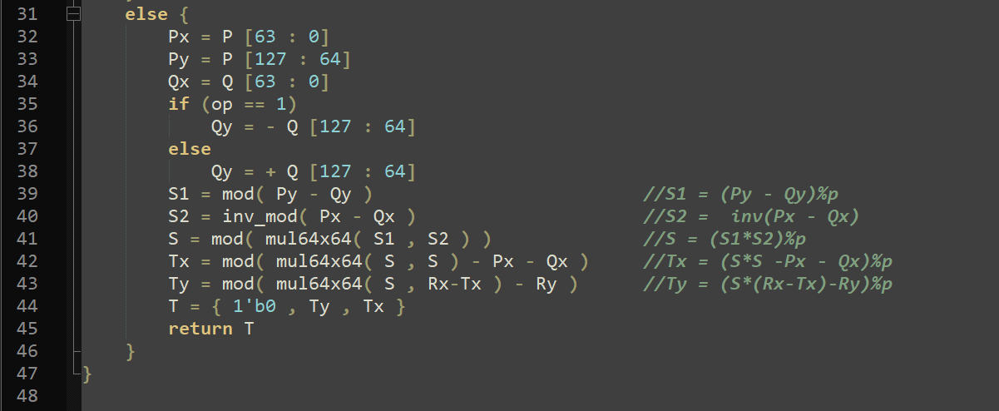 31 else {
32 Px = P [63 : 0]
33 Py = P [127 : 64]
34 Qx = Q [63 : 0]
35 if (op == 1)
36 Qy = - Q [127 : 64]
37 else
38 Qy = + Q [127 : 64]
39 S1 = mod( Py - Qy ) //S1 = (Py - Qy)%p
40 S2 = inv_mod( Px - Qx ) //S2 =  inv(Px - Qx)
41 S = mod( mul64x64( S1 , S2 ) ) //S = (S1*S2)%p
42 Tx = mod( mul64x64( S , S ) - Px - Qx ) //Tx = (S*S -Px - Qx)%p
43 Ty = mod( mul64x64( S , Rx-Tx ) - Ry ) //Ty = (S*(Rx-Tx)-Ry)%p
44 T = { 1'b0 , Ty , Tx }
45 return T
46 }
47 }
48